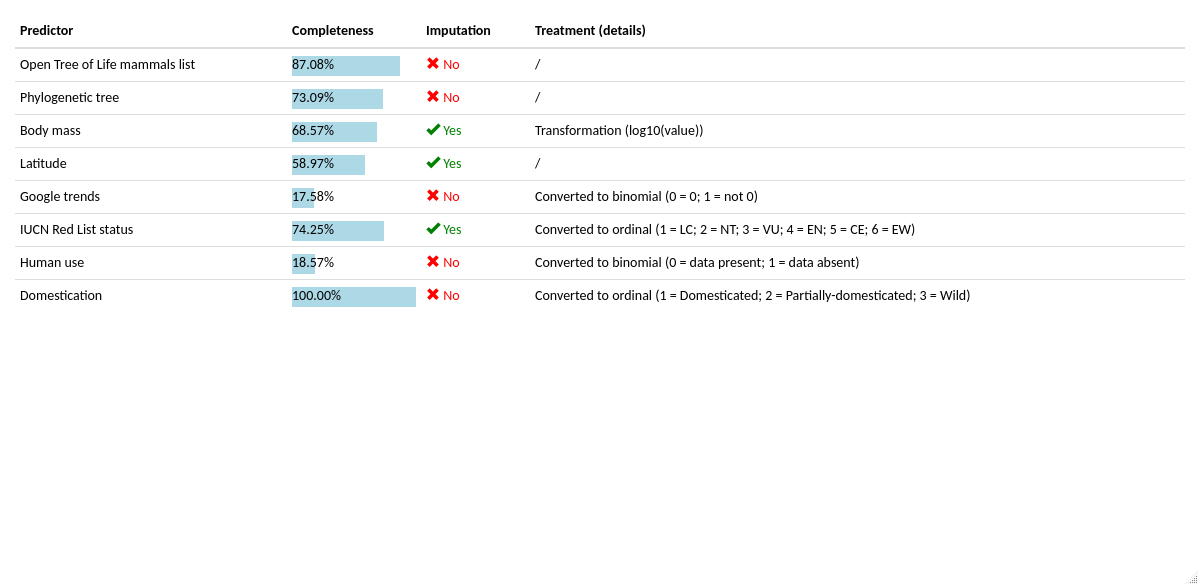 Predictor Completeness Imputation Treatment (details)
Open Tree of Life mammals list 87.08% ✖ No /
Phylogenetic tree 73.09% ✖ No /
Body mass 68.57% ✔ Yes Transformation (log10(value))
Latitude 58.97% ✔ Yes /
Google trends 17.58% ✖ No Converted to binomial (0 = 0; 1 = not 0)
IUCN Red List status 74.25% ✔ Yes Converted to ordinal (1 = LC; 2 = NT; 3 = VU; 4 = EN; 5 = CE; 6 = EW)
Human use 18.57% ✖ No Converted to binomial (0 = data present; 1 = data absent)
Domestication 100.00% ✖ No Converted to ordinal (1 = Domesticated; 2 = Partially-domesticated; 3 = Wild)